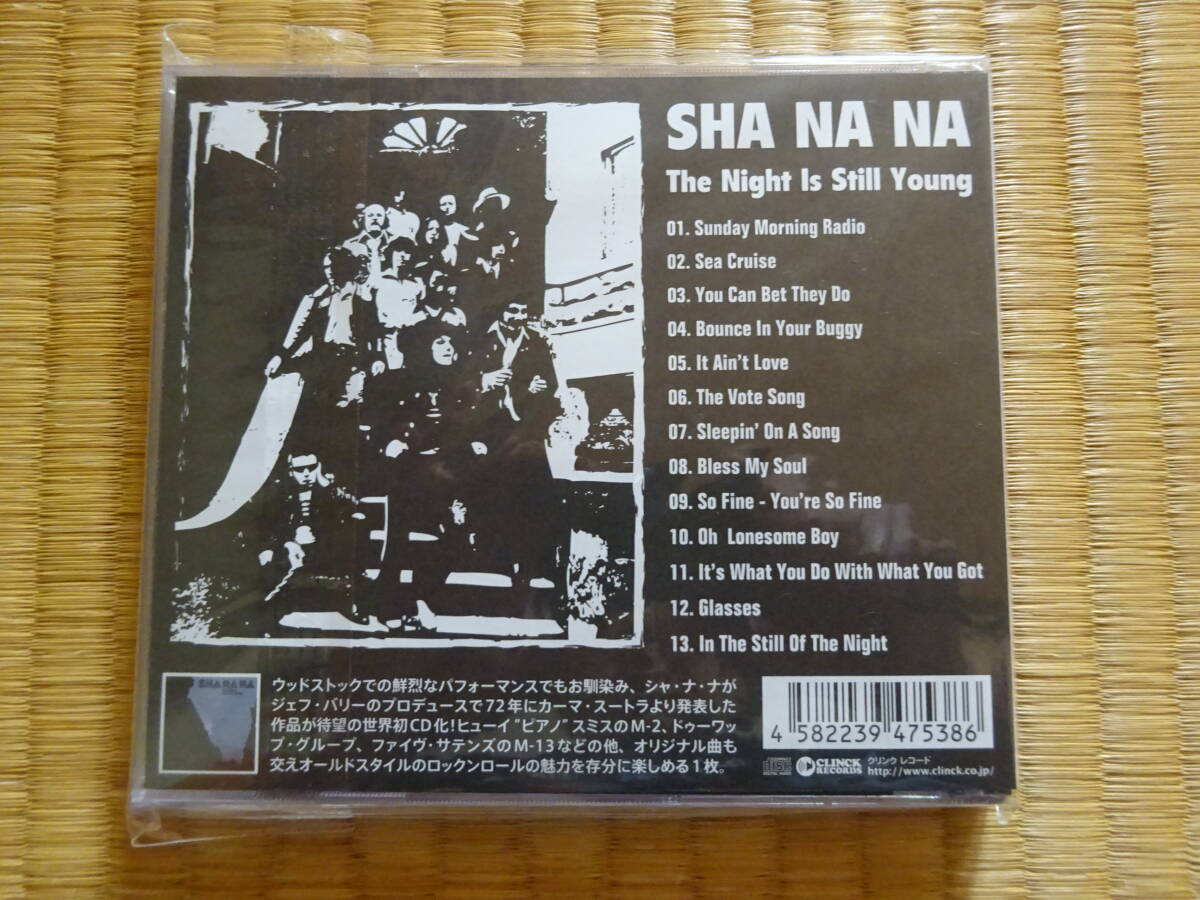 SHA NA NA
The Night Is Still Young
01. Sunday Morning Radio
02. Sea Cruise
03. You Can Bet They Do
04. Bounce In Your Buggy
05. It Ain't Love
06. The Vote Song
07. Sleepin' On A Song
08. Bless My Soul
09. So Fine - You're So Fine
10. Oh Lonesome Boy
11. It's What You Do With What You Got
12. Glasses
13. In The Still Of The Night
SHA NA NA
ウッドストックでの鮮烈なパフォーマンスでもお馴染み、シャ・ナ・ナが
ジェフ・バリーのプロデュースで72年にカーマ・スートラより発表した
作品が待望の世界初CD化!ヒューイ"ピアノ"スミスのM-2、ドゥーワッ
プ・グループ、ファイヴ・サテンズのM-13などの他、オリジナル曲も
交えオールドスタイルのロックンロールの魅力を存分に楽しめる1枚。
4 582239 475386
DISC
DIGITAL AUDIO
CLINCK RECORDS
クリンク レコード
http://www.clinck.co.jp/